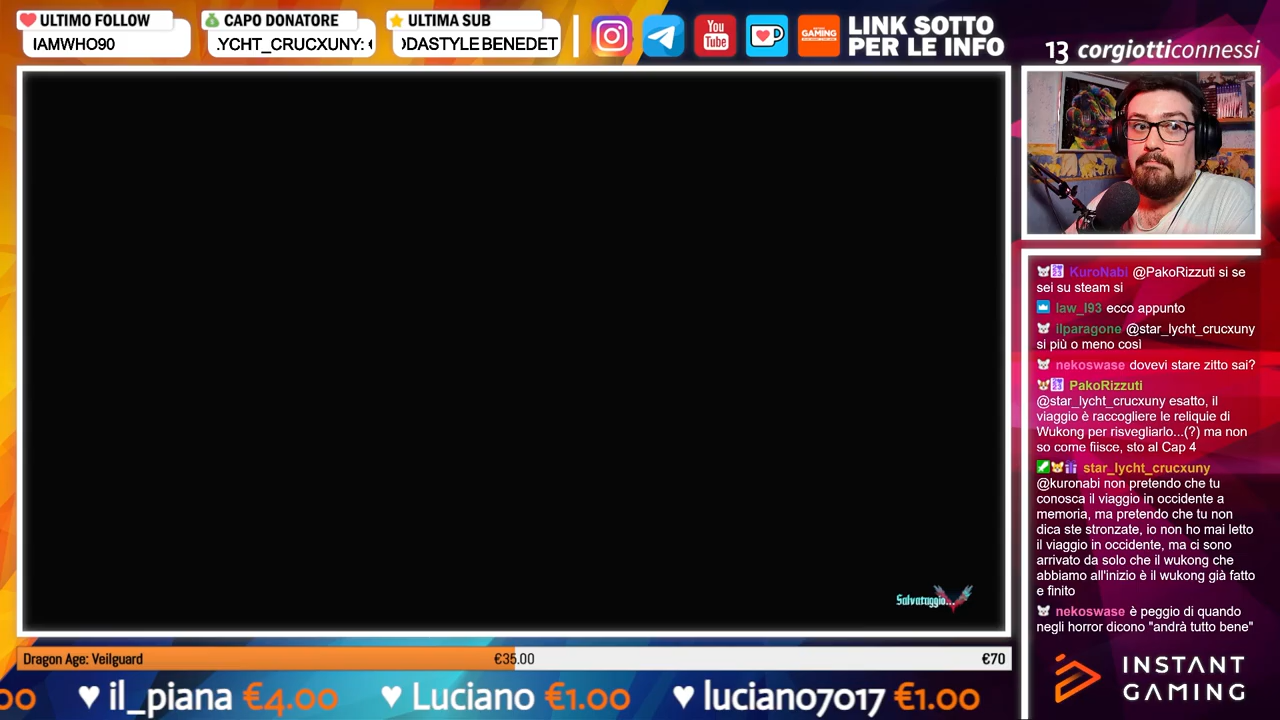 ULTIMO FOLLOW
IAMWHO90
CAPO DONATORE
.YCHT_CRUCXUNY:
ULTIMA SUB
ODASTYLE BENEDET
You
Tube
INSTANT
GAMING
LINK SOTTO
PER LE INFO
13 corgiotticonnessi
KuroNabi @PakoRizzuti si se
sei su steam si
law_l93 ecco appunto
ilparagone @star_lycht_crucxuny
si più o meno così
nekoswase dovevi stare zitto sai?
PakoRizzuti
@star_lycht_crucxuny esatto, il
viaggio è raccogliere le reliquie di
Wukong per risvegliarlo...(?) ma non
so come fiisce, sto al Cap 4
star_lycht_crucxuny
@kuronabi non pretendo che tu
conosca il viaggio in occidente a
memoria, ma pretendo che tu non
dica ste stronzate, io non ho mai letto
il viaggio in occidente, ma ci sono
arrivato da solo che il wukong che
abbiamo all'inizio è il wukong già fatto
e finito
nekoswase è peggio di quando
negli horror dicono "andrà tutto bene"
Salvataggio...
Dragon Age: Veilguard €35.00 €70
00 ♥ il_piana €4.00 ♥ Luciano €1.00 ♥ luciano7017 €1.00
INSTANT
GAMING